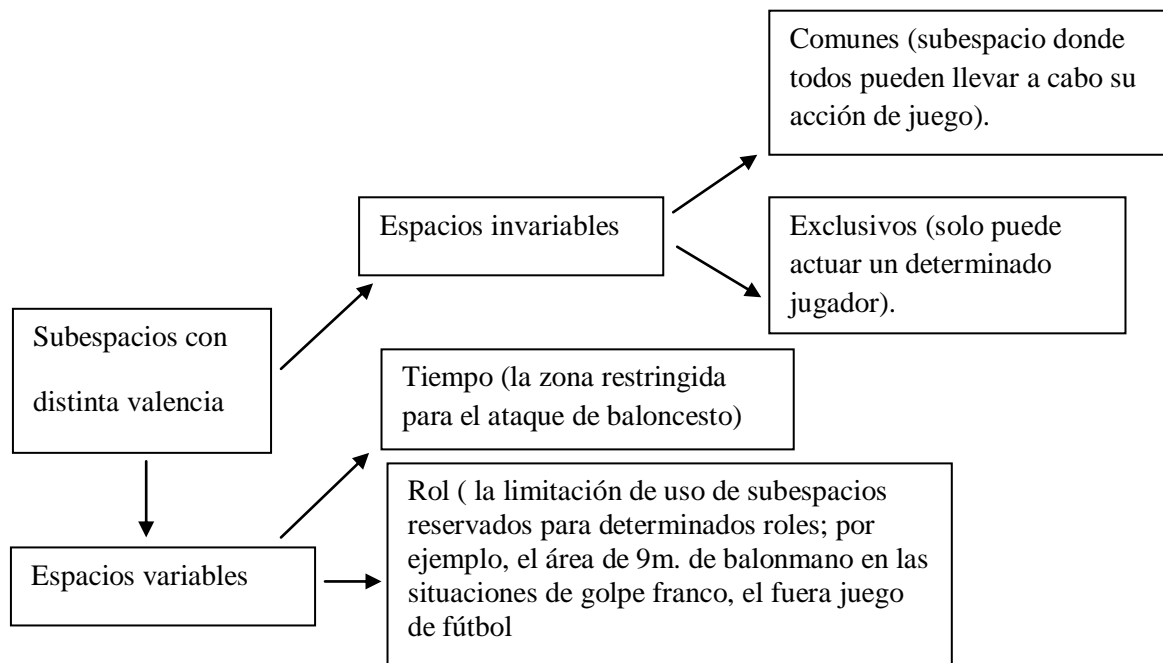 Comunes (subespacio donde
todos pueden llevar a cabo su
acción de juego).
Espacios invariables
Exclusivos (solo puede
actuar un determinado
jugador).
Subespacios con
distinta valencia
Tiempo (la zona restringida
para el ataque de baloncesto)
Rol ( la limitación de uso de subespacios
reservados para determinados roles; por
ejemplo, el área de 9m. de balonmano en las
situaciones de golpe franco, el fuera juego
de fútbol
Espacios variables